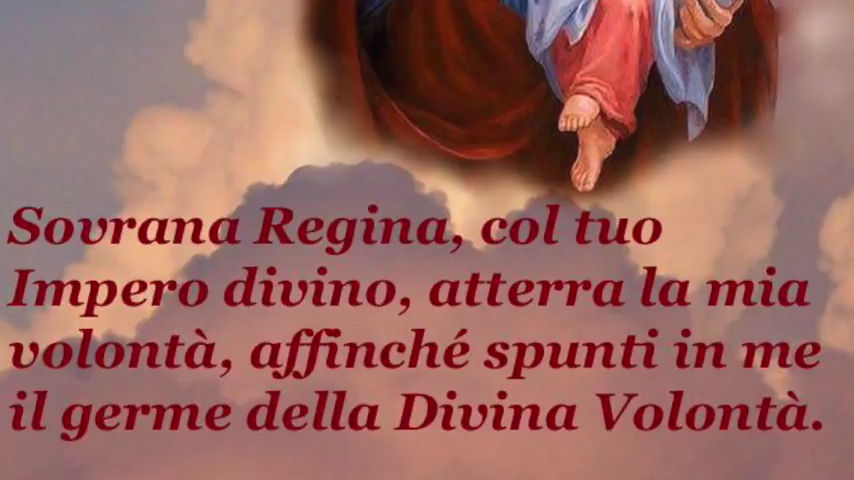 Sovrana Regina, col tuo
Impero divino, atterra la mia
volontà, affinché spunti in me
il germe della Divina Volontà.